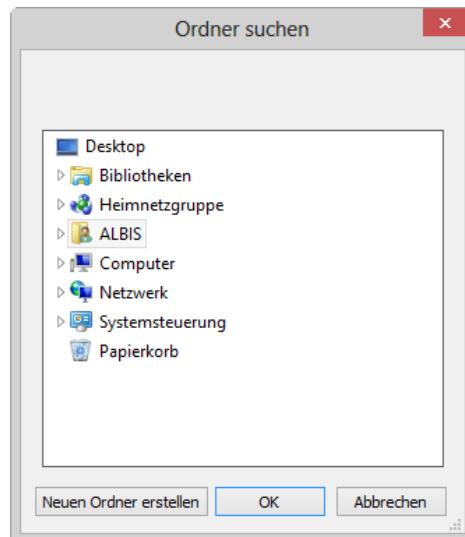 Ordner suchen
Desktop
Bibliotheken
Heimnetzgruppe
ALBIS
Computer
Netzwerk
Systemsteuerung
Papierkorb
Neuen Ordner erstellen OK Abbrechen